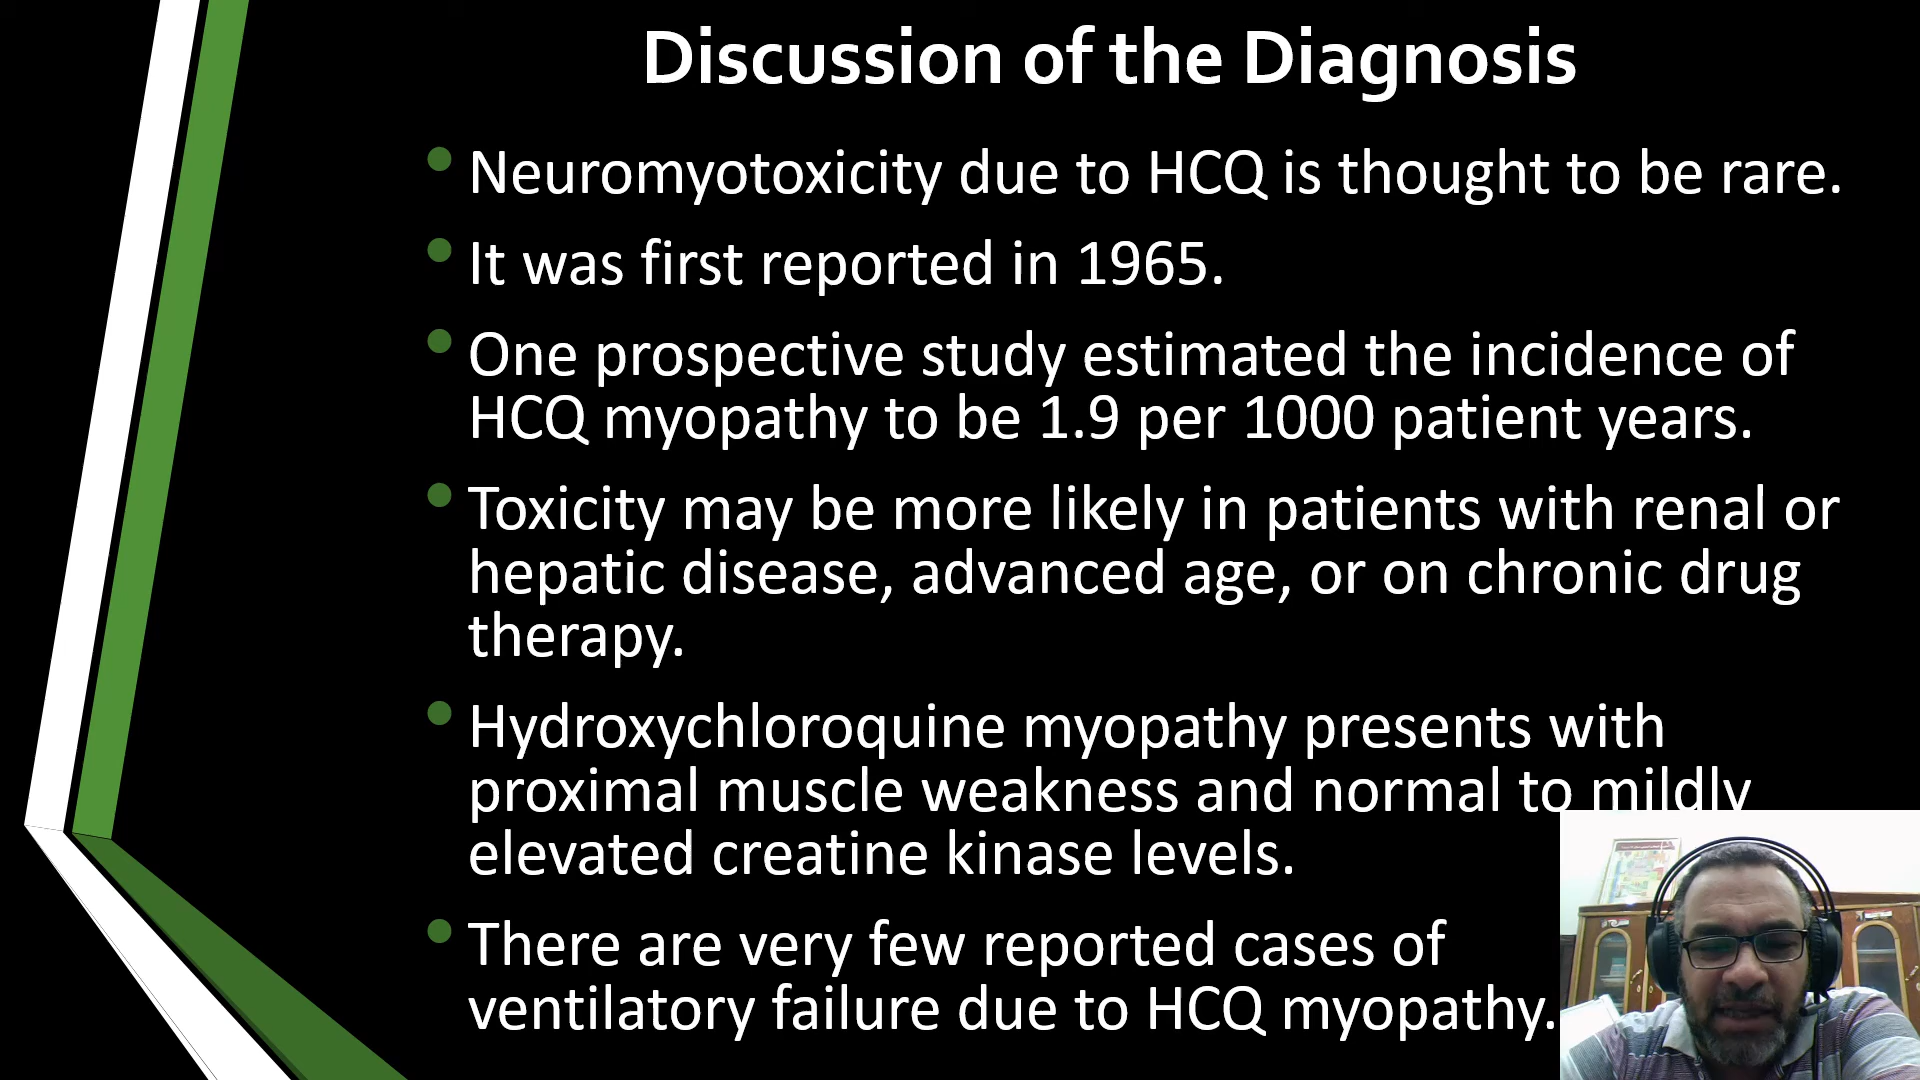 Discussion of the Diagnosis
Neuromyotoxicity due to HCQ is thought to be rare.
It was first reported in 1965.
One prospective study estimated the incidence of
HCQ myopathy to be 1.9 per 1000 patient years.
Toxicity may be more likely in patients with renal or
hepatic disease, advanced age, or on chronic drug
therapy.
Hydroxychloroquine myopathy presents with
proximal muscle weakness and normal to mildly
elevated creatine kinase levels.
There are very few reported cases of
ventilatory failure due to HCQ myopathy.